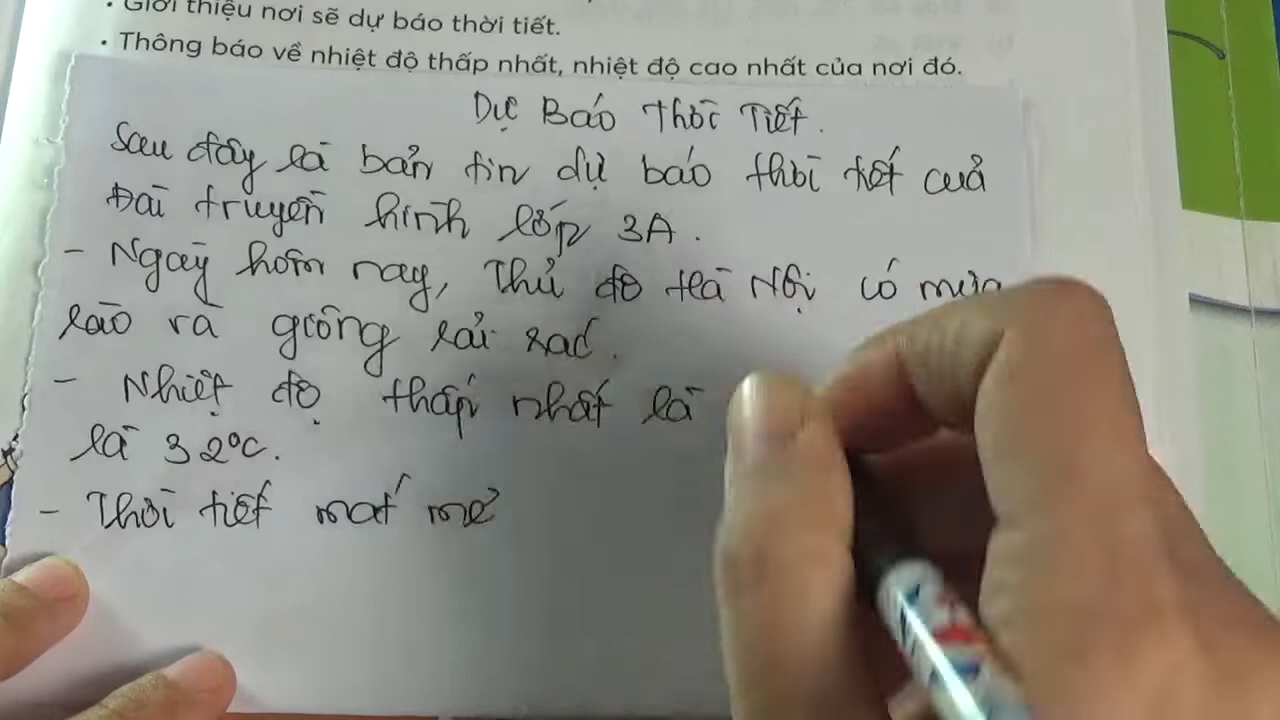 • Giới thiệu nơi sẽ dự báo thời tiết.
• Thông báo về nhiệt độ thấp nhất, nhiệt độ cao nhất của nơi đó.
Dự Báo Thời Tiết.
Sau đây là bản tin dự báo thời tiết của
Đài truyền hình lớp 3A.
- Ngày hôm nay, Thủ đô Hà Nội có mưa
rào và giông rải rác.
- Nhiệt độ thấp nhất là
là 32°C.
- Thời tiết mát mẻ